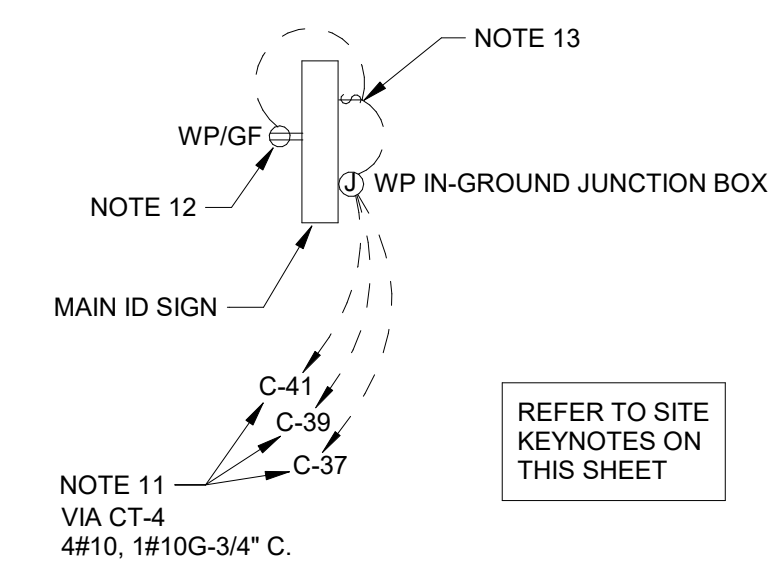 NOTE 13
WP/GF
J WP IN-GROUND JUNCTION BOX
NOTE 12
MAIN ID SIGN
C-41
C-39
C-37
NOTE 11
VIA CT-4
4#10, 1#10G-3/4" C.
REFER TO SITE
KEYNOTES ON
THIS SHEET